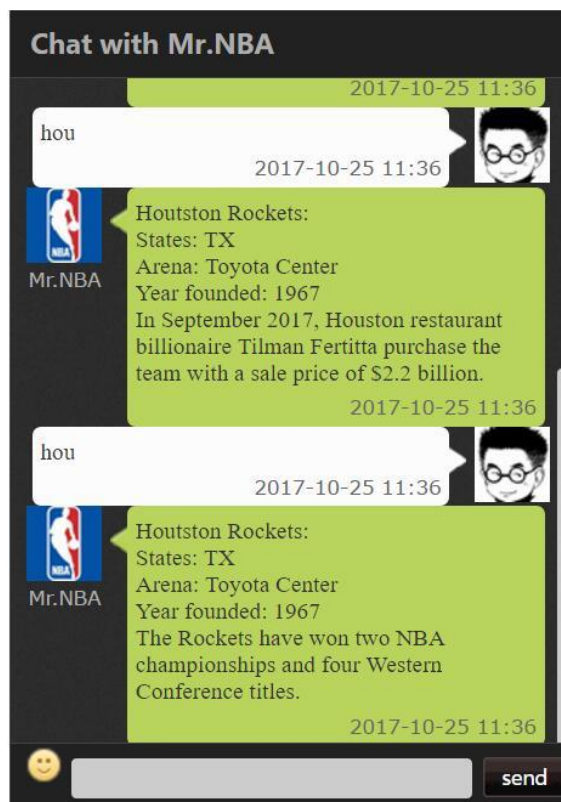 Chat with Mr.NBA
2017-10-25 11:36
hou
2017-10-25 11:36
NBA
Mr.NBA
Houtston Rockets:
States: TX
Arena: Toyota Center
Year founded: 1967
In September 2017, Houston restaurant
billionaire Tilman Fertitta purchase the
team with a sale price of $2.2 billion.
2017-10-25 11:36
hou
2017-10-25 11:36
NBA
Mr.NBA
Houtston Rockets:
States: TX
Arena: Toyota Center
Year founded: 1967
The Rockets have won two NBA
championships and four Western
Conference titles.
2017-10-25 11:36
send